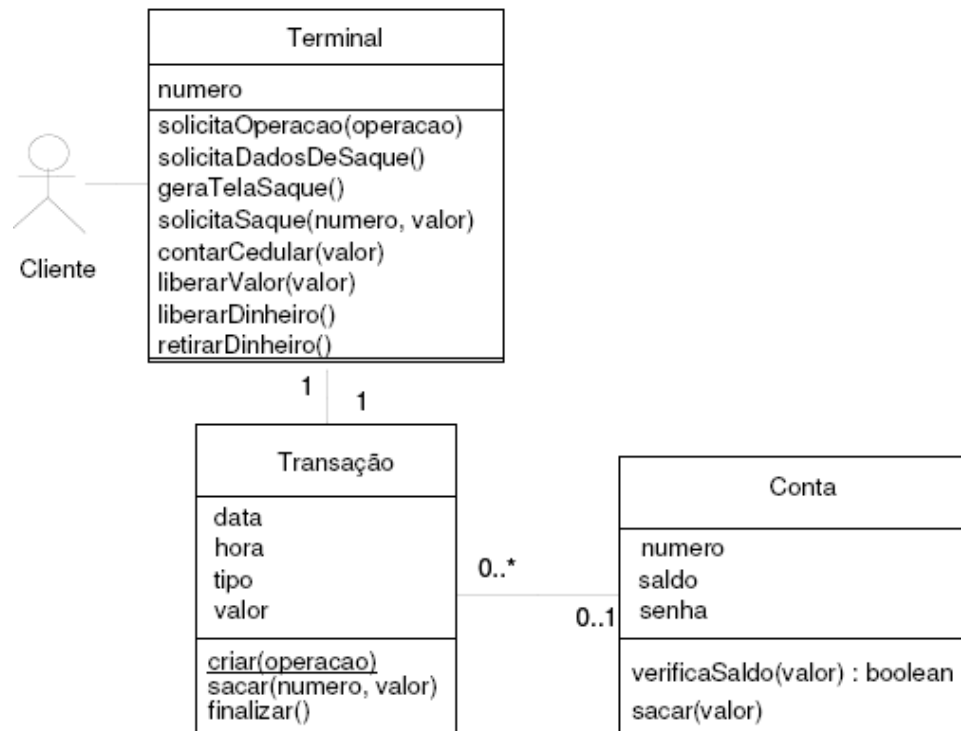 Terminal
numero
solicitaOperacao(operacao)
solicitaDadosDeSaque()
geraTelaSaque()
solicitaSaque(numero, valor)
contarCedular(valor)
liberarValor(valor)
liberarDinheiro()
retirarDinheiro()
Cliente
1
1
Transação
data
hora
tipo
valor
criar(operacao)
sacar(numero, valor)
finalizar()
0..*
0..1
Conta
numero
saldo
senha
verificaSaldo(valor) : boolean
sacar(valor)